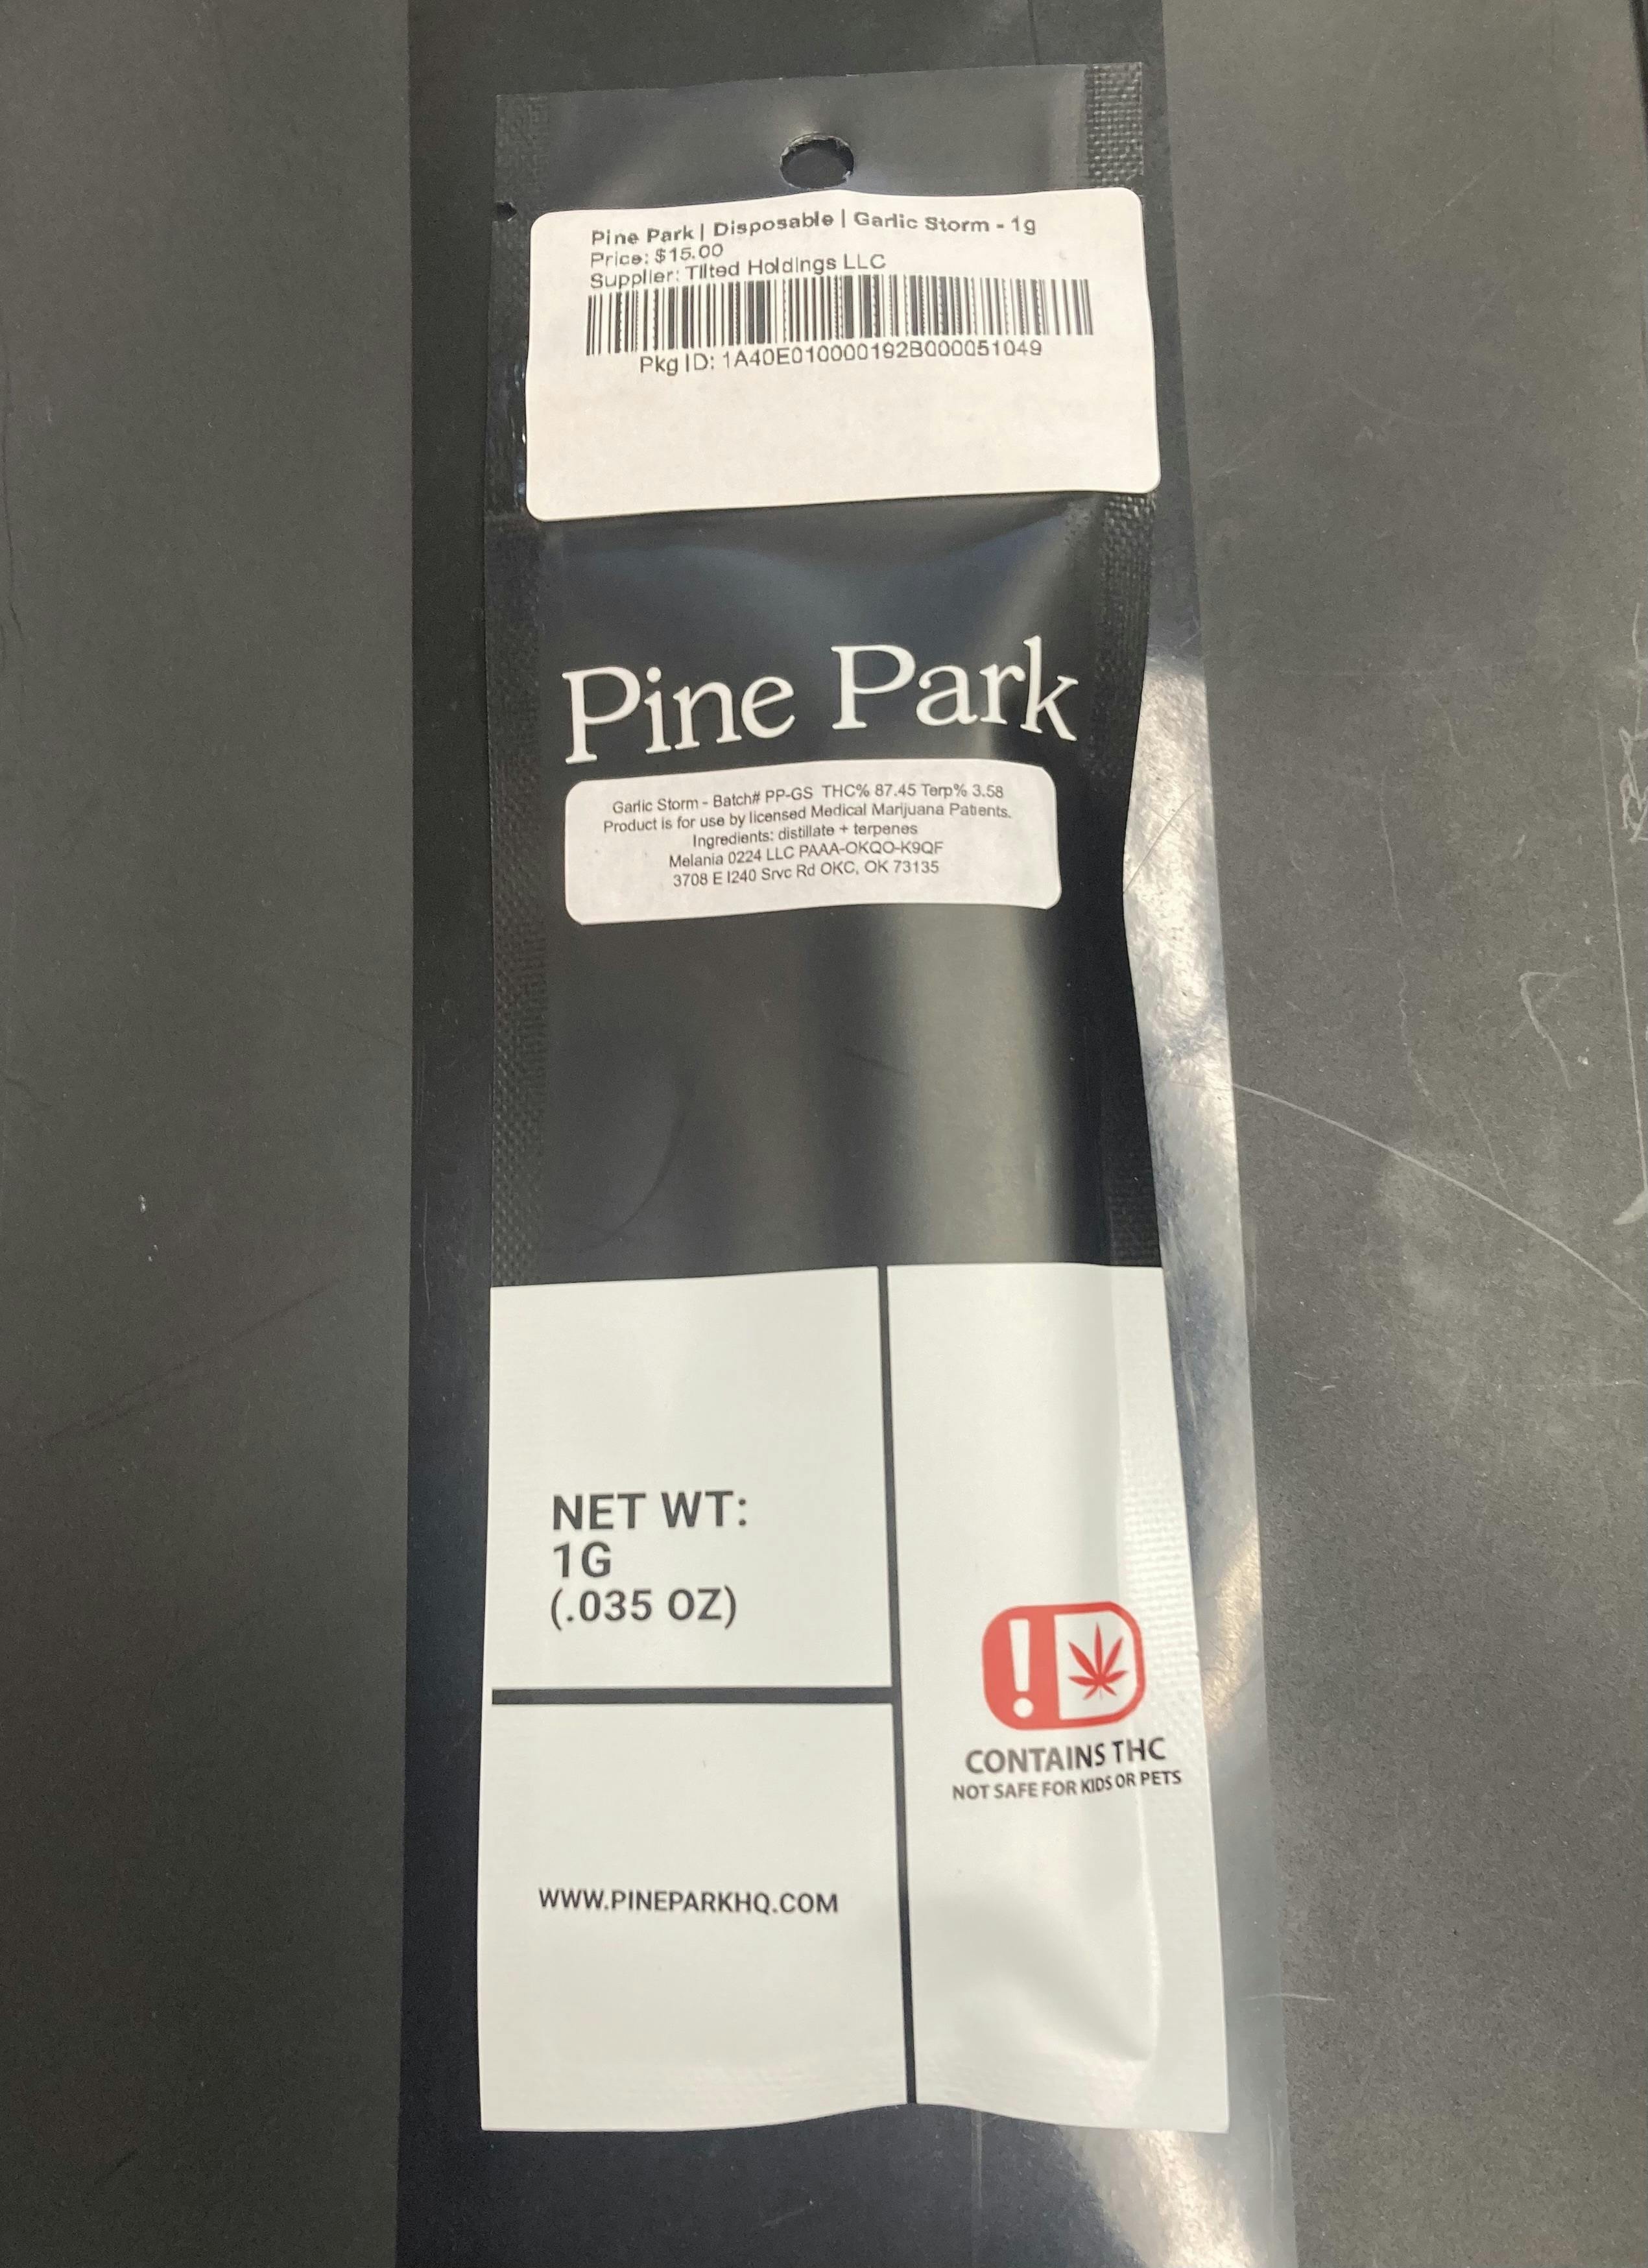 Pine Park | Disposable | Garlic Storm - 1g
Price: $15.00
Supplier: Tilted Holdings LLC
Pkg ID: 1A40E010000192B000051049
Pine Park
Garlic Storm - Batch# PP-GS THC% 87.45 Terp% 3.58
Product is for use by licensed Medical Marijuana Patients.
Ingredients: distillate + terpenes
Melania 0224 LLC PAAA-OKQO-K9QF
3708 E I240 Srvc Rd OKC, OK 73135
NET WT:
1G
(.035 OZ)
!
CONTAINS THC
NOT SAFE FOR KIDS OR PETS
WWW.PINEPARKHQ.COM